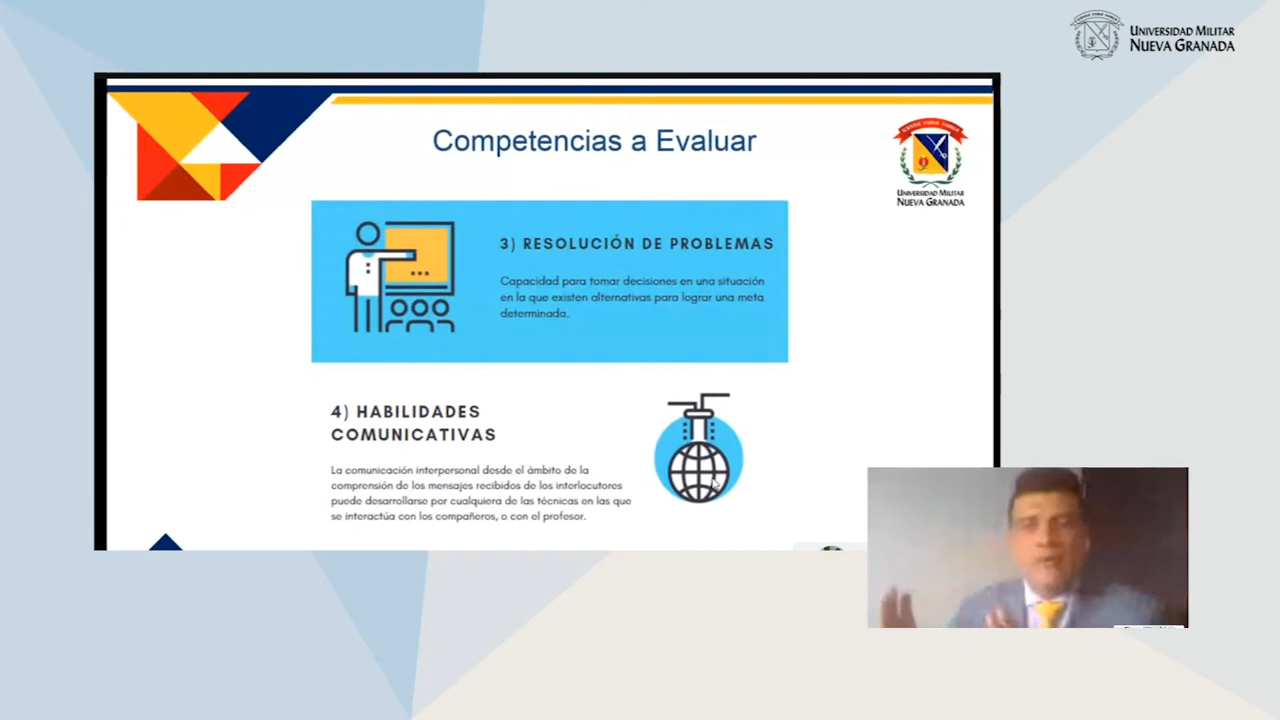 UNIVERSIDAD MILITAR
NUEVA GRANADA
Competencias a Evaluar
UNIVERSIDAD MILITAR
NUEVA GRANADA
3) RESOLUCIÓN DE PROBLEMAS
Capacidad para tomar decisiones en una situación
en la que existen alternativas para lograr una meta
determinada..
4) HABILIDADES
COMUNICATIVAS
La comunicación interpersonal desde el ámbito de la
comprensión de los mensajes recibidos de los interlocutores
puede desarrollarse por cualquiera de las técnicas en las que
se interactúa con los compañeros, o con el profesor.